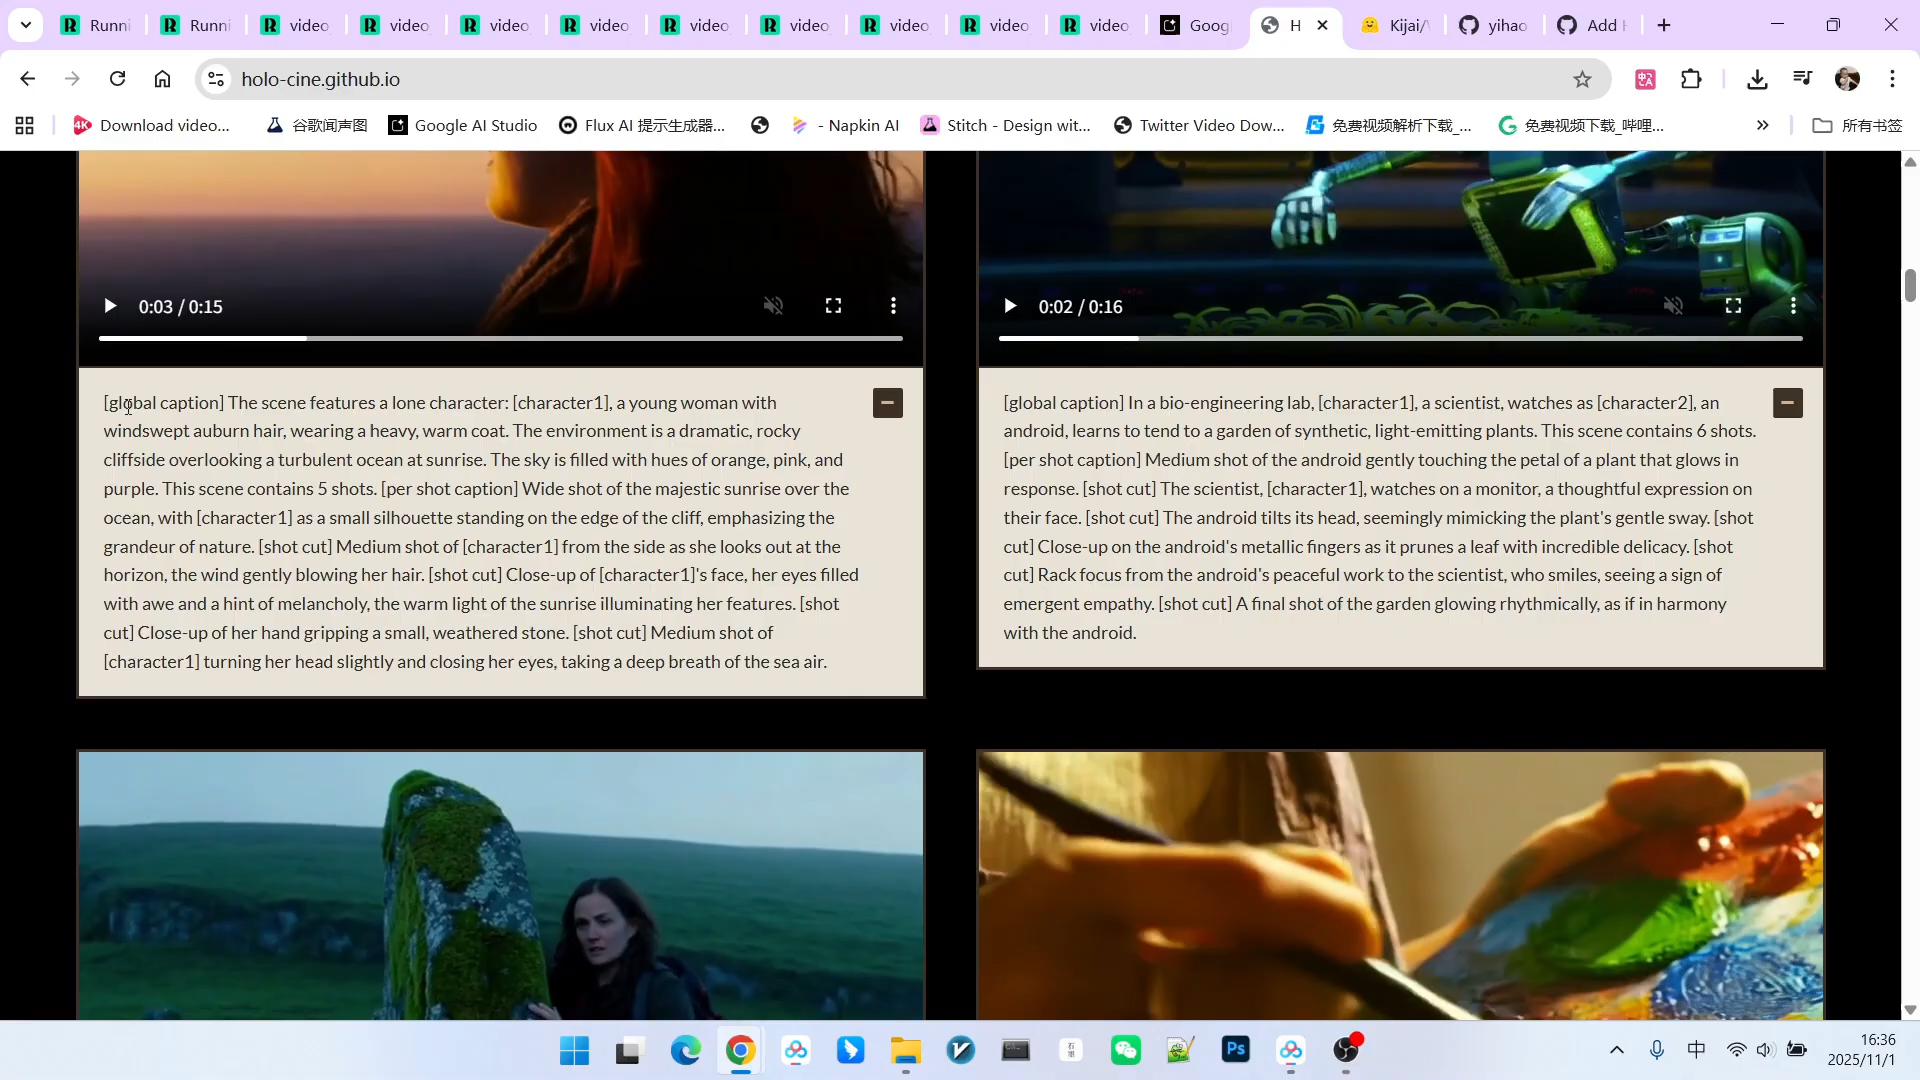 Runni
Runni
video
video
video
video
video
video
video
video
video
Goog
H
Kijai/
yihao
Add
holo-cine.github.io
Download video...
谷歌闻声图
Google AI Studio
Flux AI 提示生成器...
- Napkin AI
Stitch - Design wit...
Twitter Video Dow...
免费视频解析下载_...
免费视频下载_哔哩...
所有书签
0:03 / 0:15
[global caption] The scene features a lone character: [character1], a young woman with
windswept auburn hair, wearing a heavy, warm coat. The environment is a dramatic, rocky
cliffside overlooking a turbulent ocean at sunrise. The sky is filled with hues of orange, pink, and
purple. This scene contains 5 shots. [per shot caption] Wide shot of the majestic sunrise over the
ocean, with [character1] as a small silhouette standing on the edge of the cliff, emphasizing the
grandeur of nature. [shot cut] Medium shot of [character1] from the side as she looks out at the
horizon, the wind gently blowing her hair. [shot cut] Close-up of [character1]'s face, her eyes filled
with awe and a hint of melancholy, the warm light of the sunrise illuminating her features. [shot
cut] Close-up of her hand gripping a small, weathered stone. [shot cut] Medium shot of
[character1] turning her head slightly and closing her eyes, taking a deep breath of the sea air.
0:02 / 0:16
[global caption] In a bio-engineering lab, [character1], a scientist, watches as [character2], an
android, learns to tend to a garden of synthetic, light-emitting plants. This scene contains 6 shots.
[per shot caption] Medium shot of the android gently touching the petal of a plant that glows in
response. [shot cut] The scientist, [character1], watches on a monitor, a thoughtful expression on
their face. [shot cut] The android tilts its head, seemingly mimicking the plant's gentle sway. [shot
cut] Close-up on the android's metallic fingers as it prunes a leaf with incredible delicacy. [shot
cut] Rack focus from the android's peaceful work to the scientist, who smiles, seeing a sign of
emergent empathy. [shot cut] A final shot of the garden glowing rhythmically, as if in harmony
with the android.
Ps
中
16:36
2025/11/1